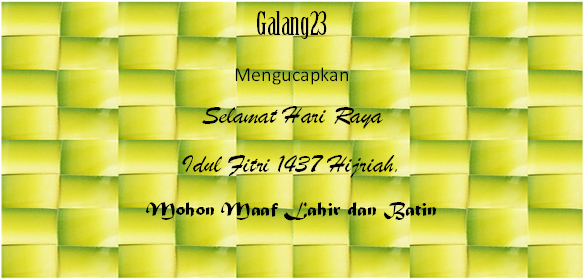 Galang23
Mengucapkan
Selamat Hari Raya
Idul Fitri 1437 Hijriah,
Mohon Maaf Lahir dan Batin